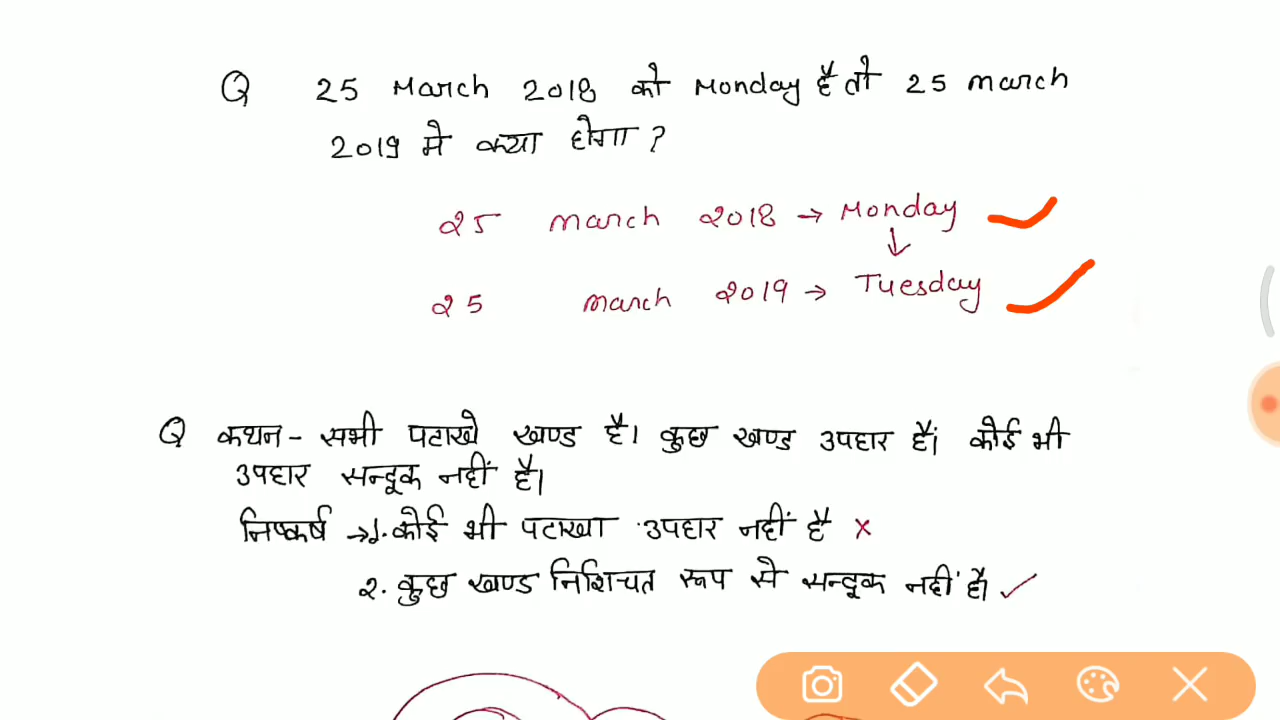 Q 25 March 2018 को Monday है तो 25 march
2019 मे क्या होगा ?
25 march 2018 → Monday
↓
25 march 2019 → Tuesday
Q कथन - सभी पटाखे खण्ड है। कुछ खण्ड उपहार हैं। कोई भी
उपहार सन्दूक नहीं है।
निष्कर्ष → 1. कोई भी पटाखा उपहार नहीं है ×
2. कुछ खण्ड निश्चित रूप से सन्दूक नहीं है। ✓